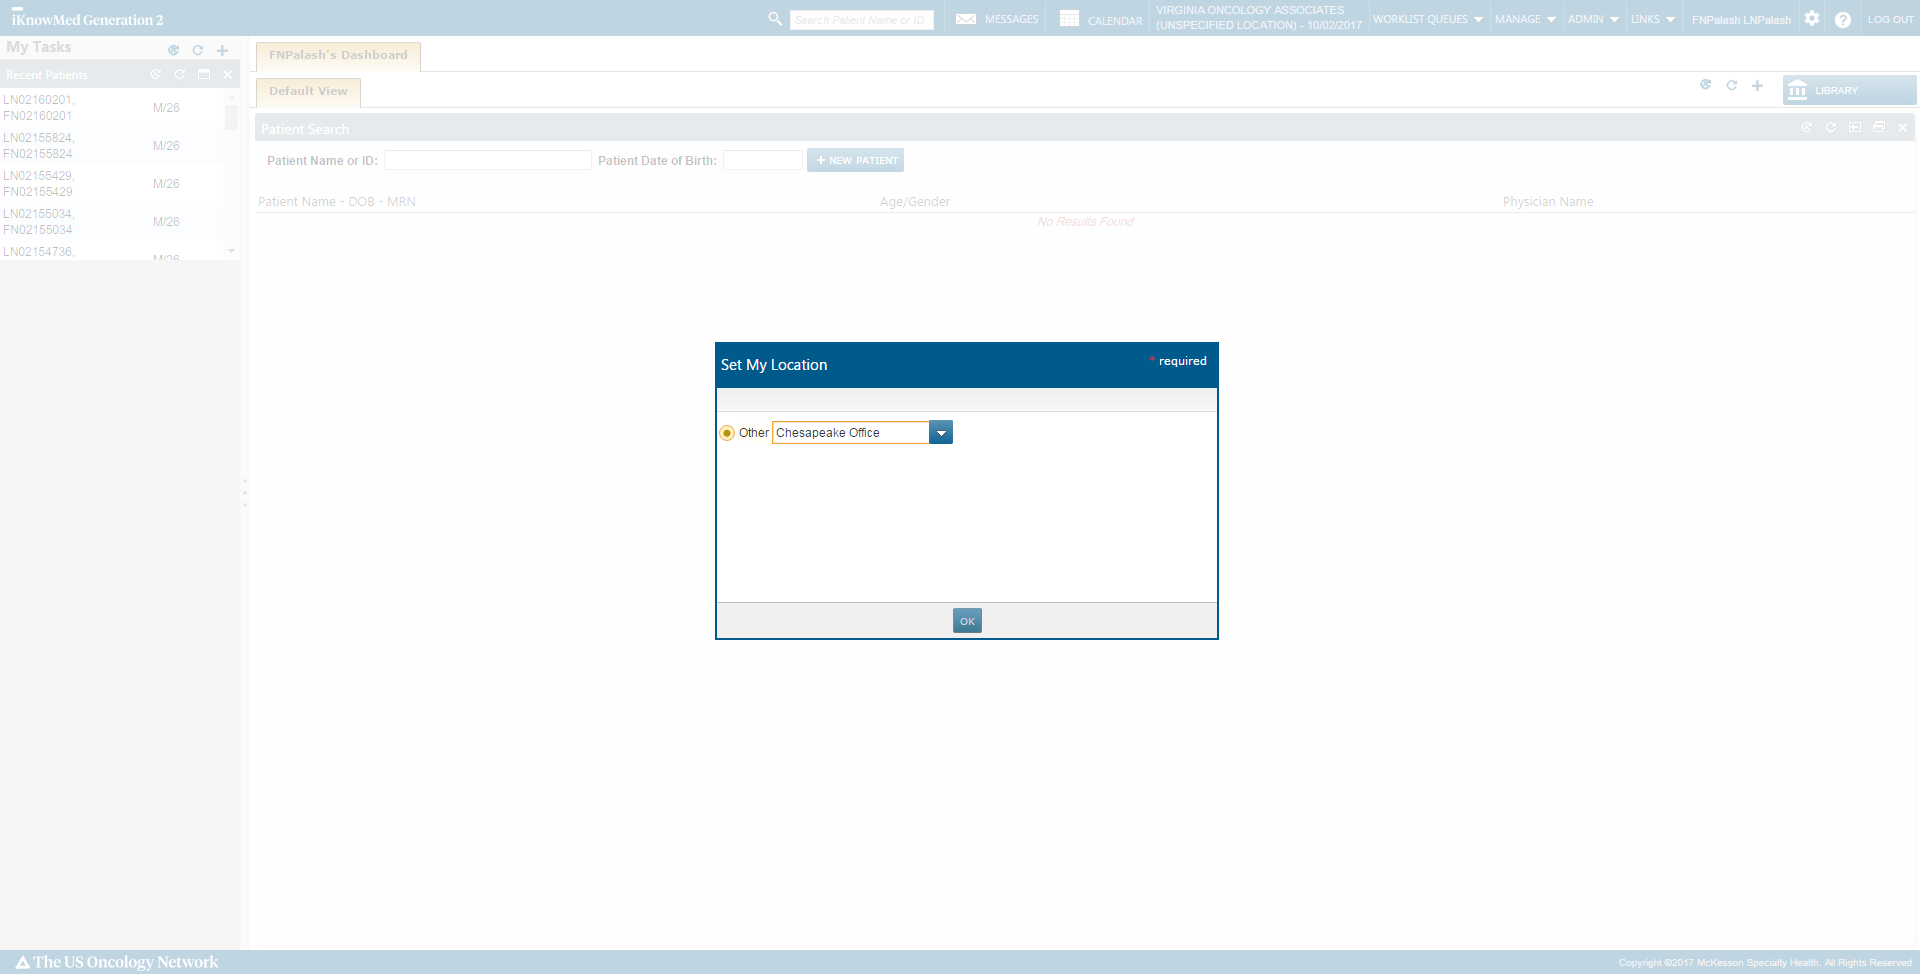 iKnowMed Generation 2
Search Patient Name or ID
MESSAGES
CALENDAR
VIRGINIA ONCOLOGY ASSOCIATES
(UNSPECIFIED LOCATION) - 10/02/2017
WORKLIST QUEUES
MANAGE
ADMIN
LINKS
FNPalash LNPalash
LOG OUT
My Tasks
Recent Patients
LN02160201,
FN02160201
M/26
LN02155824,
FN02155824
M/26
LN02155429,
FN02155429
M/26
LN02155034,
FN02155034
M/26
LN02154736,
M/26
FNPalash's Dashboard
Default View
LIBRARY
Patient Search
Patient Name or ID:
Patient Date of Birth:
+ NEW PATIENT
Patient Name - DOB - MRN
Age/Gender
Physician Name
No Results Found
Set My Location
* required
Other
Chesapeake Office
OK
The US Oncology Network
Copyright ©2017 McKesson Specialty Health. All Rights Reserved